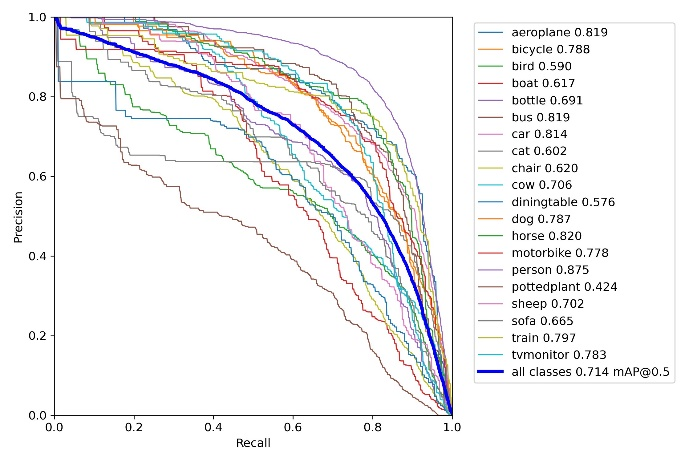 1.0
0.8
0.6
0.4
0.2
0.0
Precision
0.0 0.2 0.4 0.6 0.8 1.0
Recall
aeroplane 0.819
bicycle 0.788
bird 0.590
boat 0.617
bottle 0.691
bus 0.819
car 0.814
cat 0.602
chair 0.620
cow 0.706
diningtable 0.576
dog 0.787
horse 0.820
motorbike 0.778
person 0.875
pottedplant 0.424
sheep 0.702
sofa 0.665
train 0.797
tvmonitor 0.783
all classes 0.714 mAP@0.5